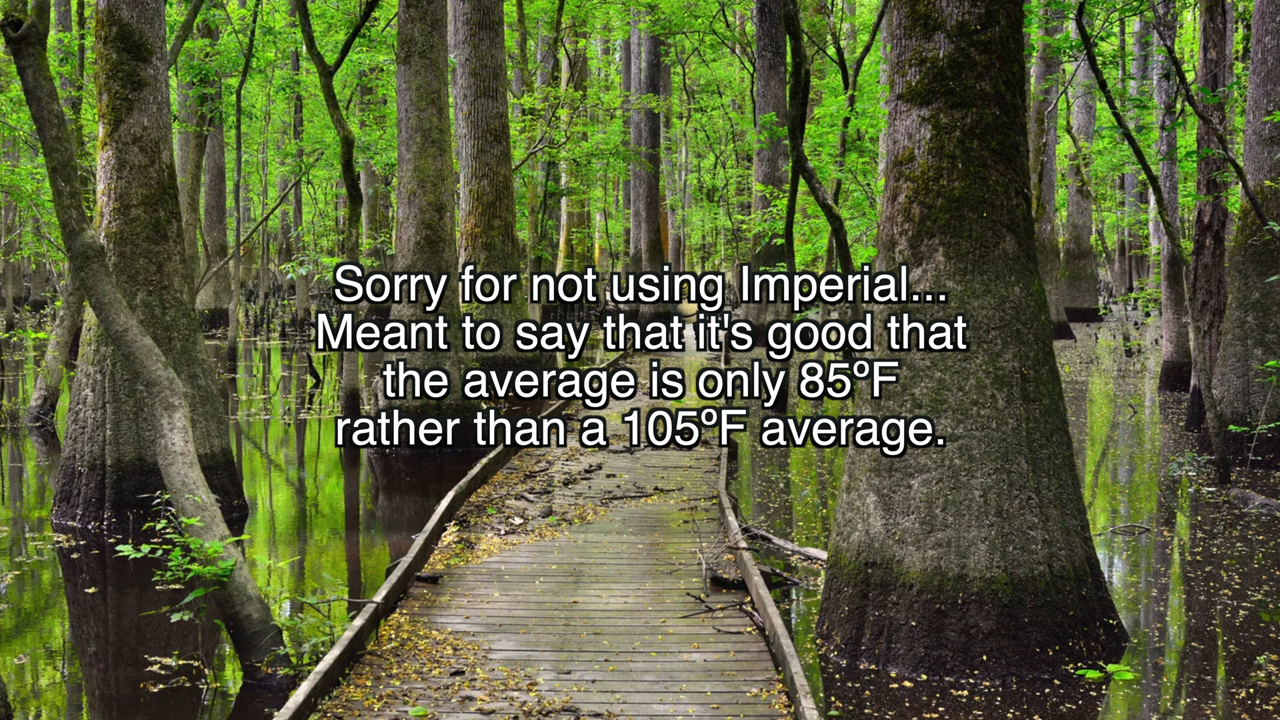 Sorry for not using Imperial...
Meant to say that it's good that
the average is only 85ºF
rather than a 105ºF average.